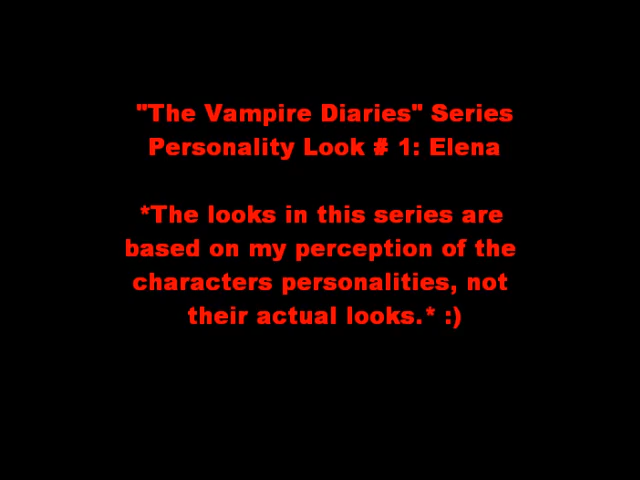 "The Vampire Diaries" Series
Personality Look # 1: Elena
*The looks in this series are
based on my perception of the
characters personalities, not
their actual looks.* :)